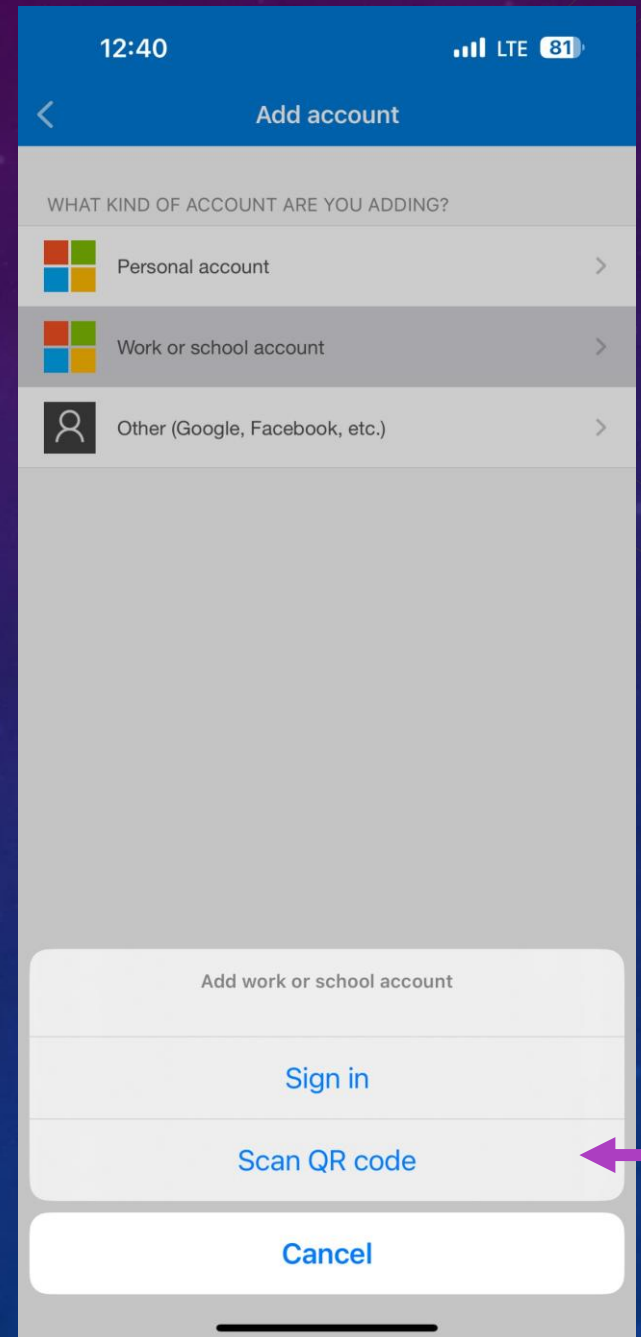 12:40 LTE 81
Add account
WHAT KIND OF ACCOUNT ARE YOU ADDING?
Personal account
Work or school account
Other (Google, Facebook, etc.)
Add work or school account
Sign in
Scan QR code
Cancel